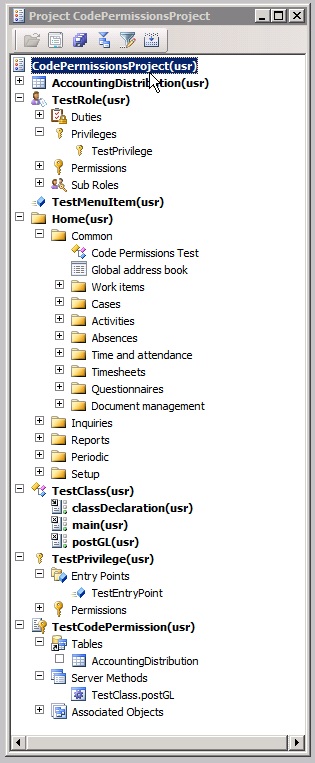 Project CodePermissionsProject
CodePermissionsProject(usr)
AccountingDistribution(usr)
TestRole(usr)
Duties
Privileges
TestPrivilege
Permissions
Sub Roles
TestMenuItem(usr)
Home(usr)
Common
Code Permissions Test
Global address book
Work items
Cases
Activities
Absences
Time and attendance
Timesheets
Questionnaires
Document management
Inquiries
Reports
Periodic
Setup
TestClass(usr)
classDeclaration(usr)
main(usr)
postGL(usr)
TestPrivilege(usr)
Entry Points
TestEntryPoint
Permissions
TestCodePermission(usr)
Tables
AccountingDistribution
Server Methods
TestClass.postGL
Associated Objects